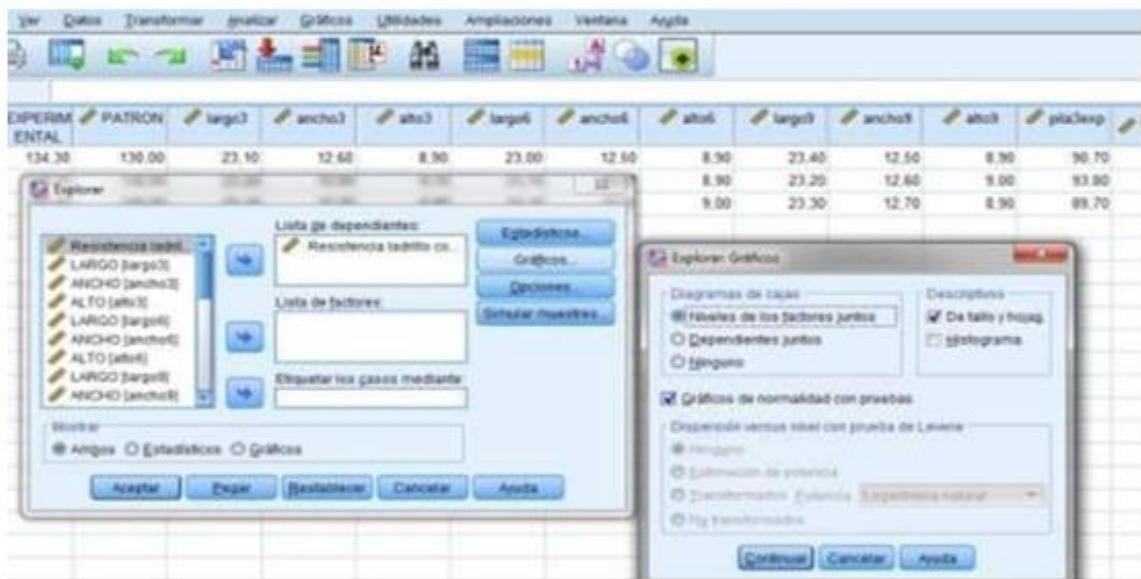 Ver Datos Transformar Analizar Gráficos Utilidades Ampliaciones Ventana Ayuda
EXPERIMENTAL PATRON largo3 ancho3 alto3 largo6 ancho6 alto6 largo9 ancho9 alto9 pila3exp
134.30 130.00 23.10 12.60 8.90 23.00 12.50 8.90 23.40 12.50 8.90 90.70
8.90 23.20 12.60 9.00 93.80
9.00 23.30 12.70 8.90 89.70
Explorar
Lista de dependientes:
Resistencia ladrillo co...
Resistencia ladril...
LARGO [largo3]
ANCHO [ancho3]
ALTO [alto3]
LARGO [largo6]
ANCHO [ancho6]
ALTO [alto6]
LARGO [largo9]
ANCHO [ancho9]
Lista de factores:
Etiquetar los casos mediante
Estadísticos...
Gráficos...
Opciones...
Simular muestreo...
Mostrar
Ambos Estadísticos Gráficos
Aceptar Pegar Restablecer Cancelar Ayuda
Explorar: Gráficos
Diagramas de cajas
Niveles de los factores juntos
Dependientes juntos
Ninguno
Descriptivos
De tallo y hojas
Histograma
Gráficos de normalidad con pruebas
Dispersión versus nivel con prueba de Levene
Ninguno
Estimación de potencia
Transformados Potencia: Logaritmo natural
No transformados
Continuar Cancelar Ayuda